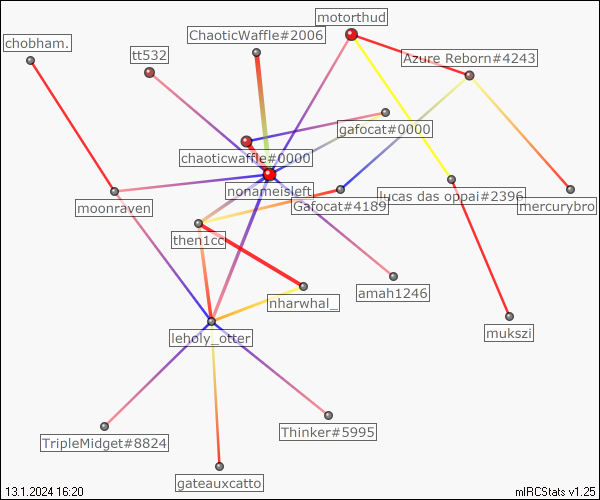 motorthud
ChaoticWaffle#2006
chobham.
tt532
Azure Reborn#4243
gafocat#0000
chaoticwaffle#0000
nonameisleft
Gafocat#4189
lucas das oppai#2396
mercurybro
moonraven
then1cc
nharwhal_
amah1246
mukszi
leholy_otter
TripleMidget#8824
Thinker#5995
gateauxcatto
13.1.2024 16:20
mIRCStats v1.25